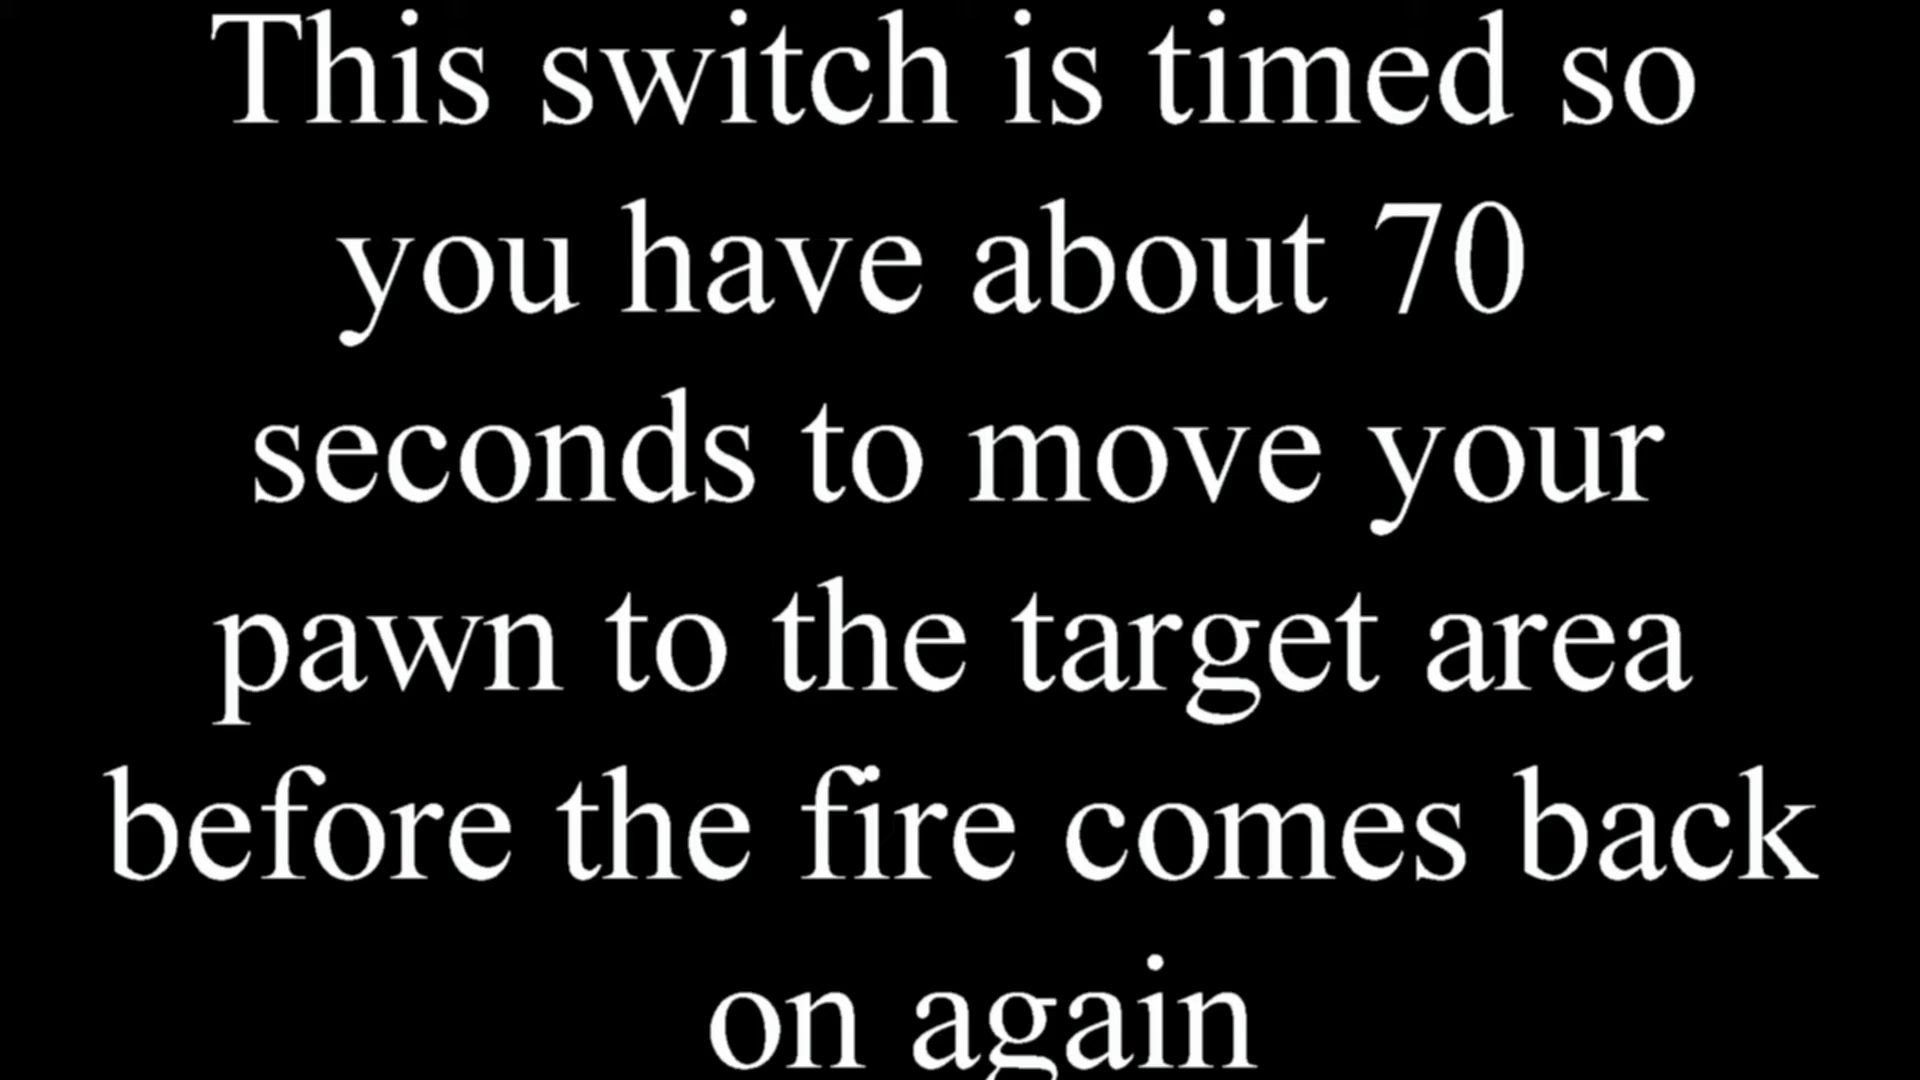 This switch is timed so
you have about 70
seconds to move your
pawn to the target area
before the fire comes back
on again